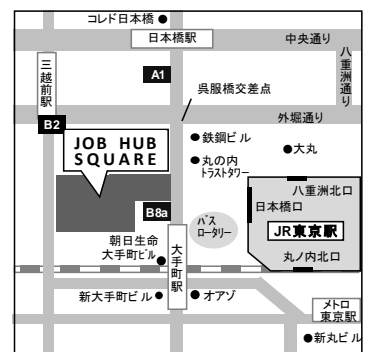 コレド日本橋
日本橋駅
中央通り
八重洲通り
三越前駅
A1
呉服橋交差点
外堀通り
B2
JOB HUB
SQUARE
鉄鋼ビル
大丸
丸の内
トラストタワー
八重洲北口
日本橋口
B8a
バス
ロータリー
JR東京駅
朝日生命
大手町ビル
大手町駅
丸ノ内北口
新大手町ビル
オアゾ
メトロ
東京駅
新丸ビル